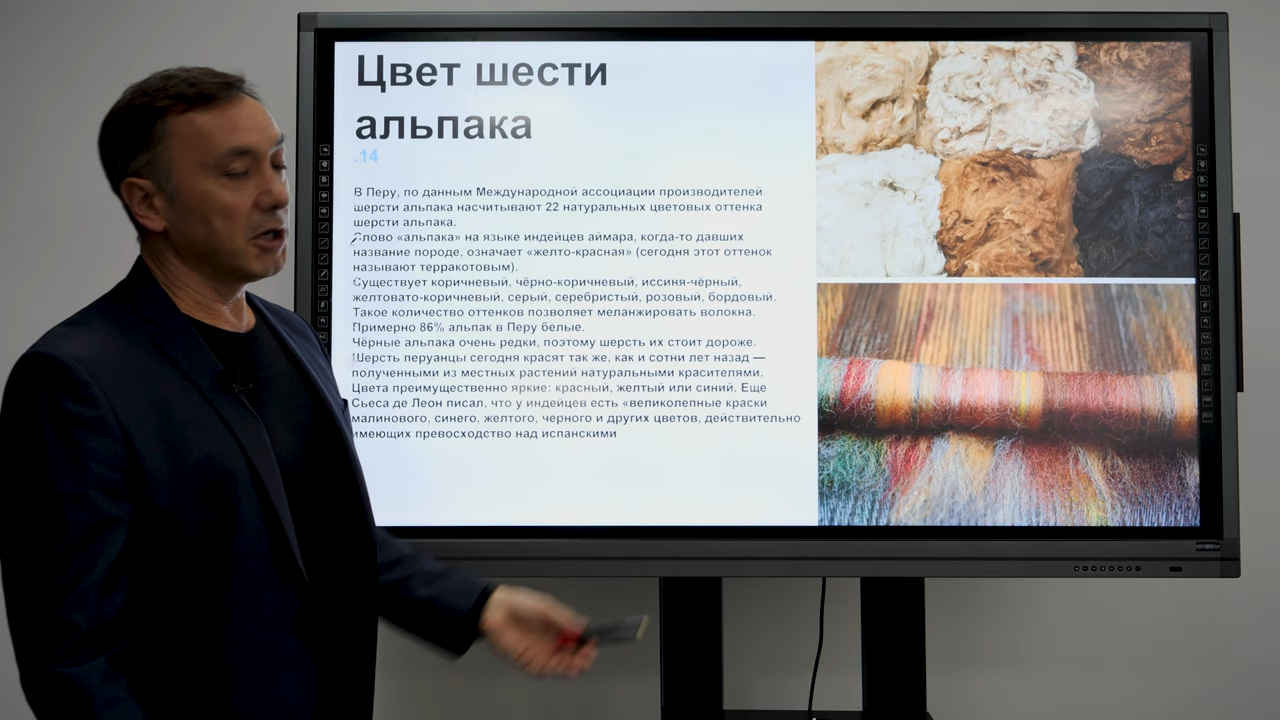 Цвет шести
альпака
.14
В Перу, по данным Международной ассоциации производителей
шерсти альпака насчитывают 22 натуральных цветовых оттенка
шерсти альпака.
Слово «альпака» на языке индейцев аймара, когда-то давших
название породе, означает «желто-красная» (сегодня этот оттенок
называют терракотовым).
Существует коричневый, чёрно-коричневый, иссиня-чёрный,
желтовато-коричневый, серый, серебристый, розовый, бордовый.
Такое количество оттенков позволяет меланжировать волокна.
Примерно 86% альпак в Перу белые.
Чёрные альпака очень редки, поэтому шерсть их стоит дороже.
Шерсть перуанцы сегодня красят так же, как и сотни лет назад —
полученными из местных растений натуральными красителями.
Цвета преимущественно яркие: красный, желтый или синий. Еще
Сьеса де Леон писал, что у индейцев есть «великолепные краски
малинового, синего, желтого, черного и других цветов, действительно
имеющих превосходство над испанскими